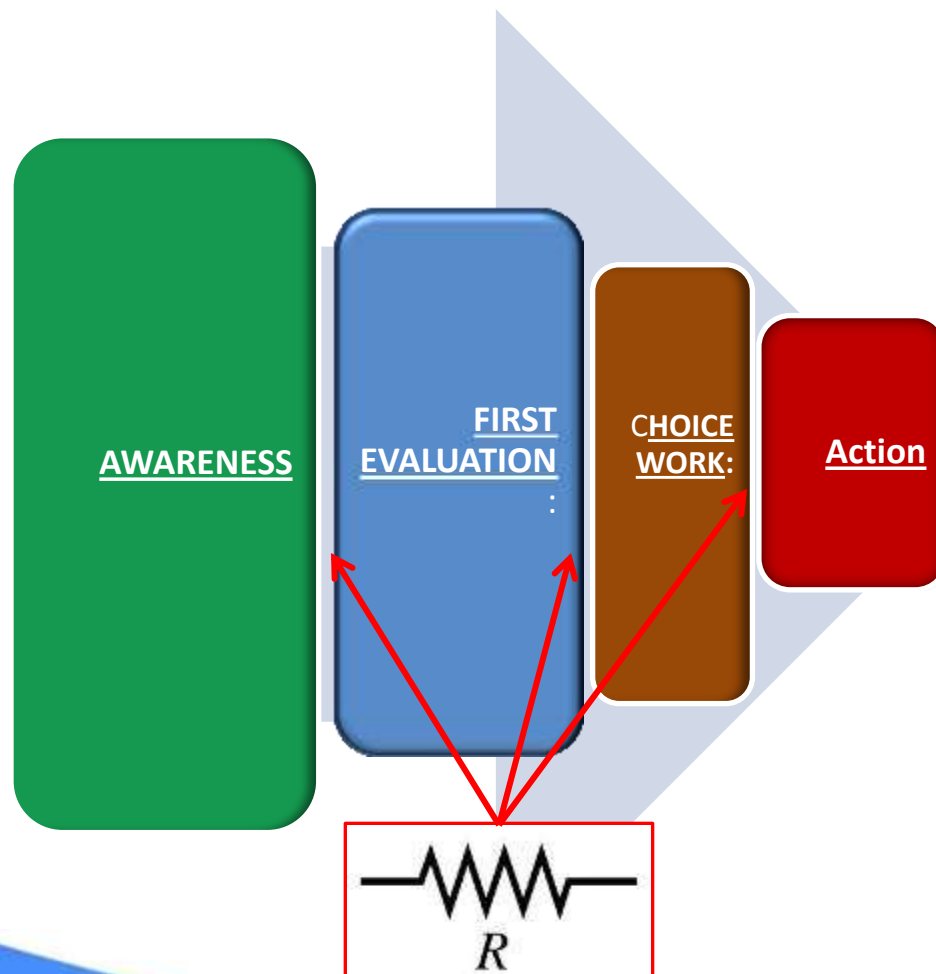 AWARENESS
FIRST
EVALUATION
:
CHOICE
WORK:
Action
R